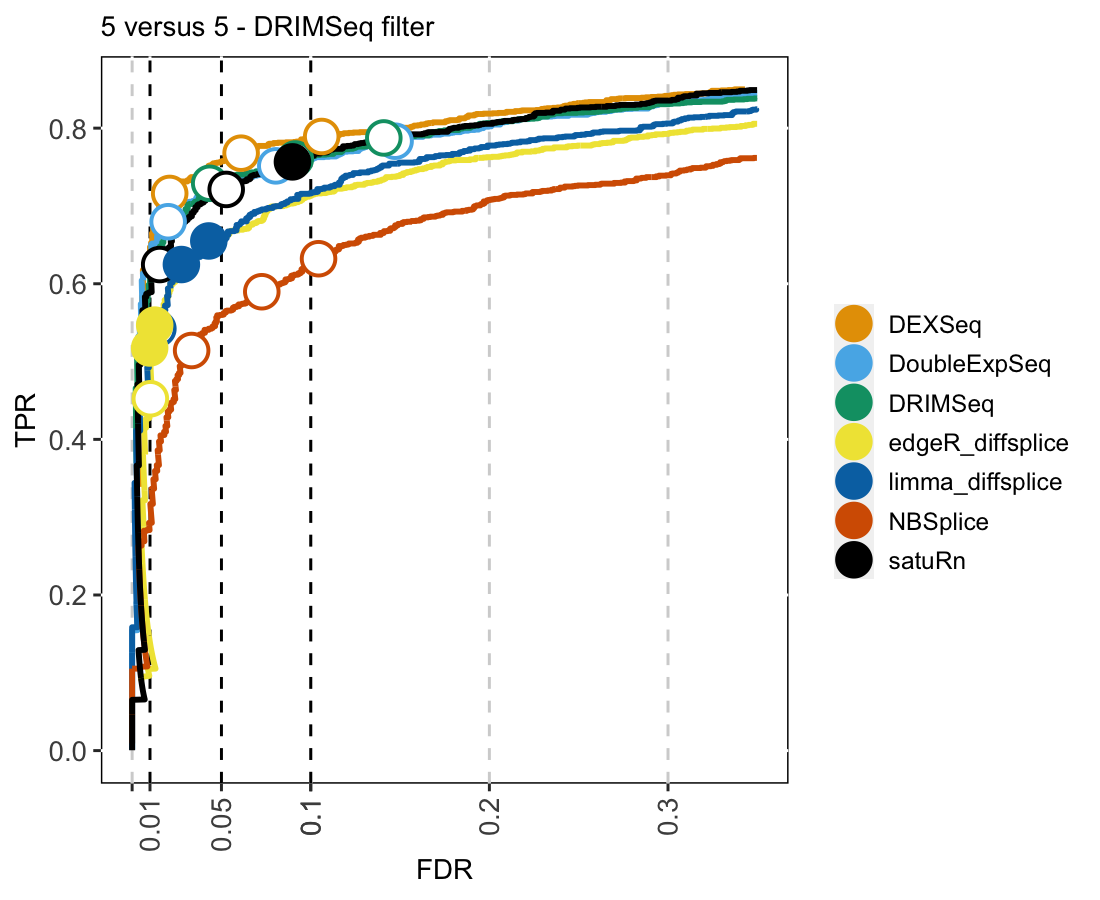 5 versus 5 - DRIMSeq filter
TPR
0.8
0.6
0.4
0.2
0.0
0.01
0.05
0.1
0.2
0.3
FDR
DEXSeq
DoubleExpSeq
DRIMSeq
edgeR_diffsplice
limma_diffsplice
NBSplice
satuRn